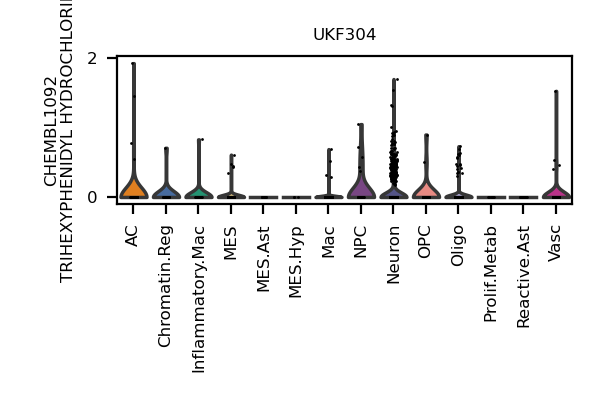 UKF304
CHEMBL1092
TRIHEXYPHENIDYL
2
0
AC
Chromatin.Reg
Inflammatory.Mac
MES
MES.Ast
MES.Hyp
Mac
NPC
Neuron
OPC
Oligo
Prolif.Metab
Reactive.Ast
Vasc